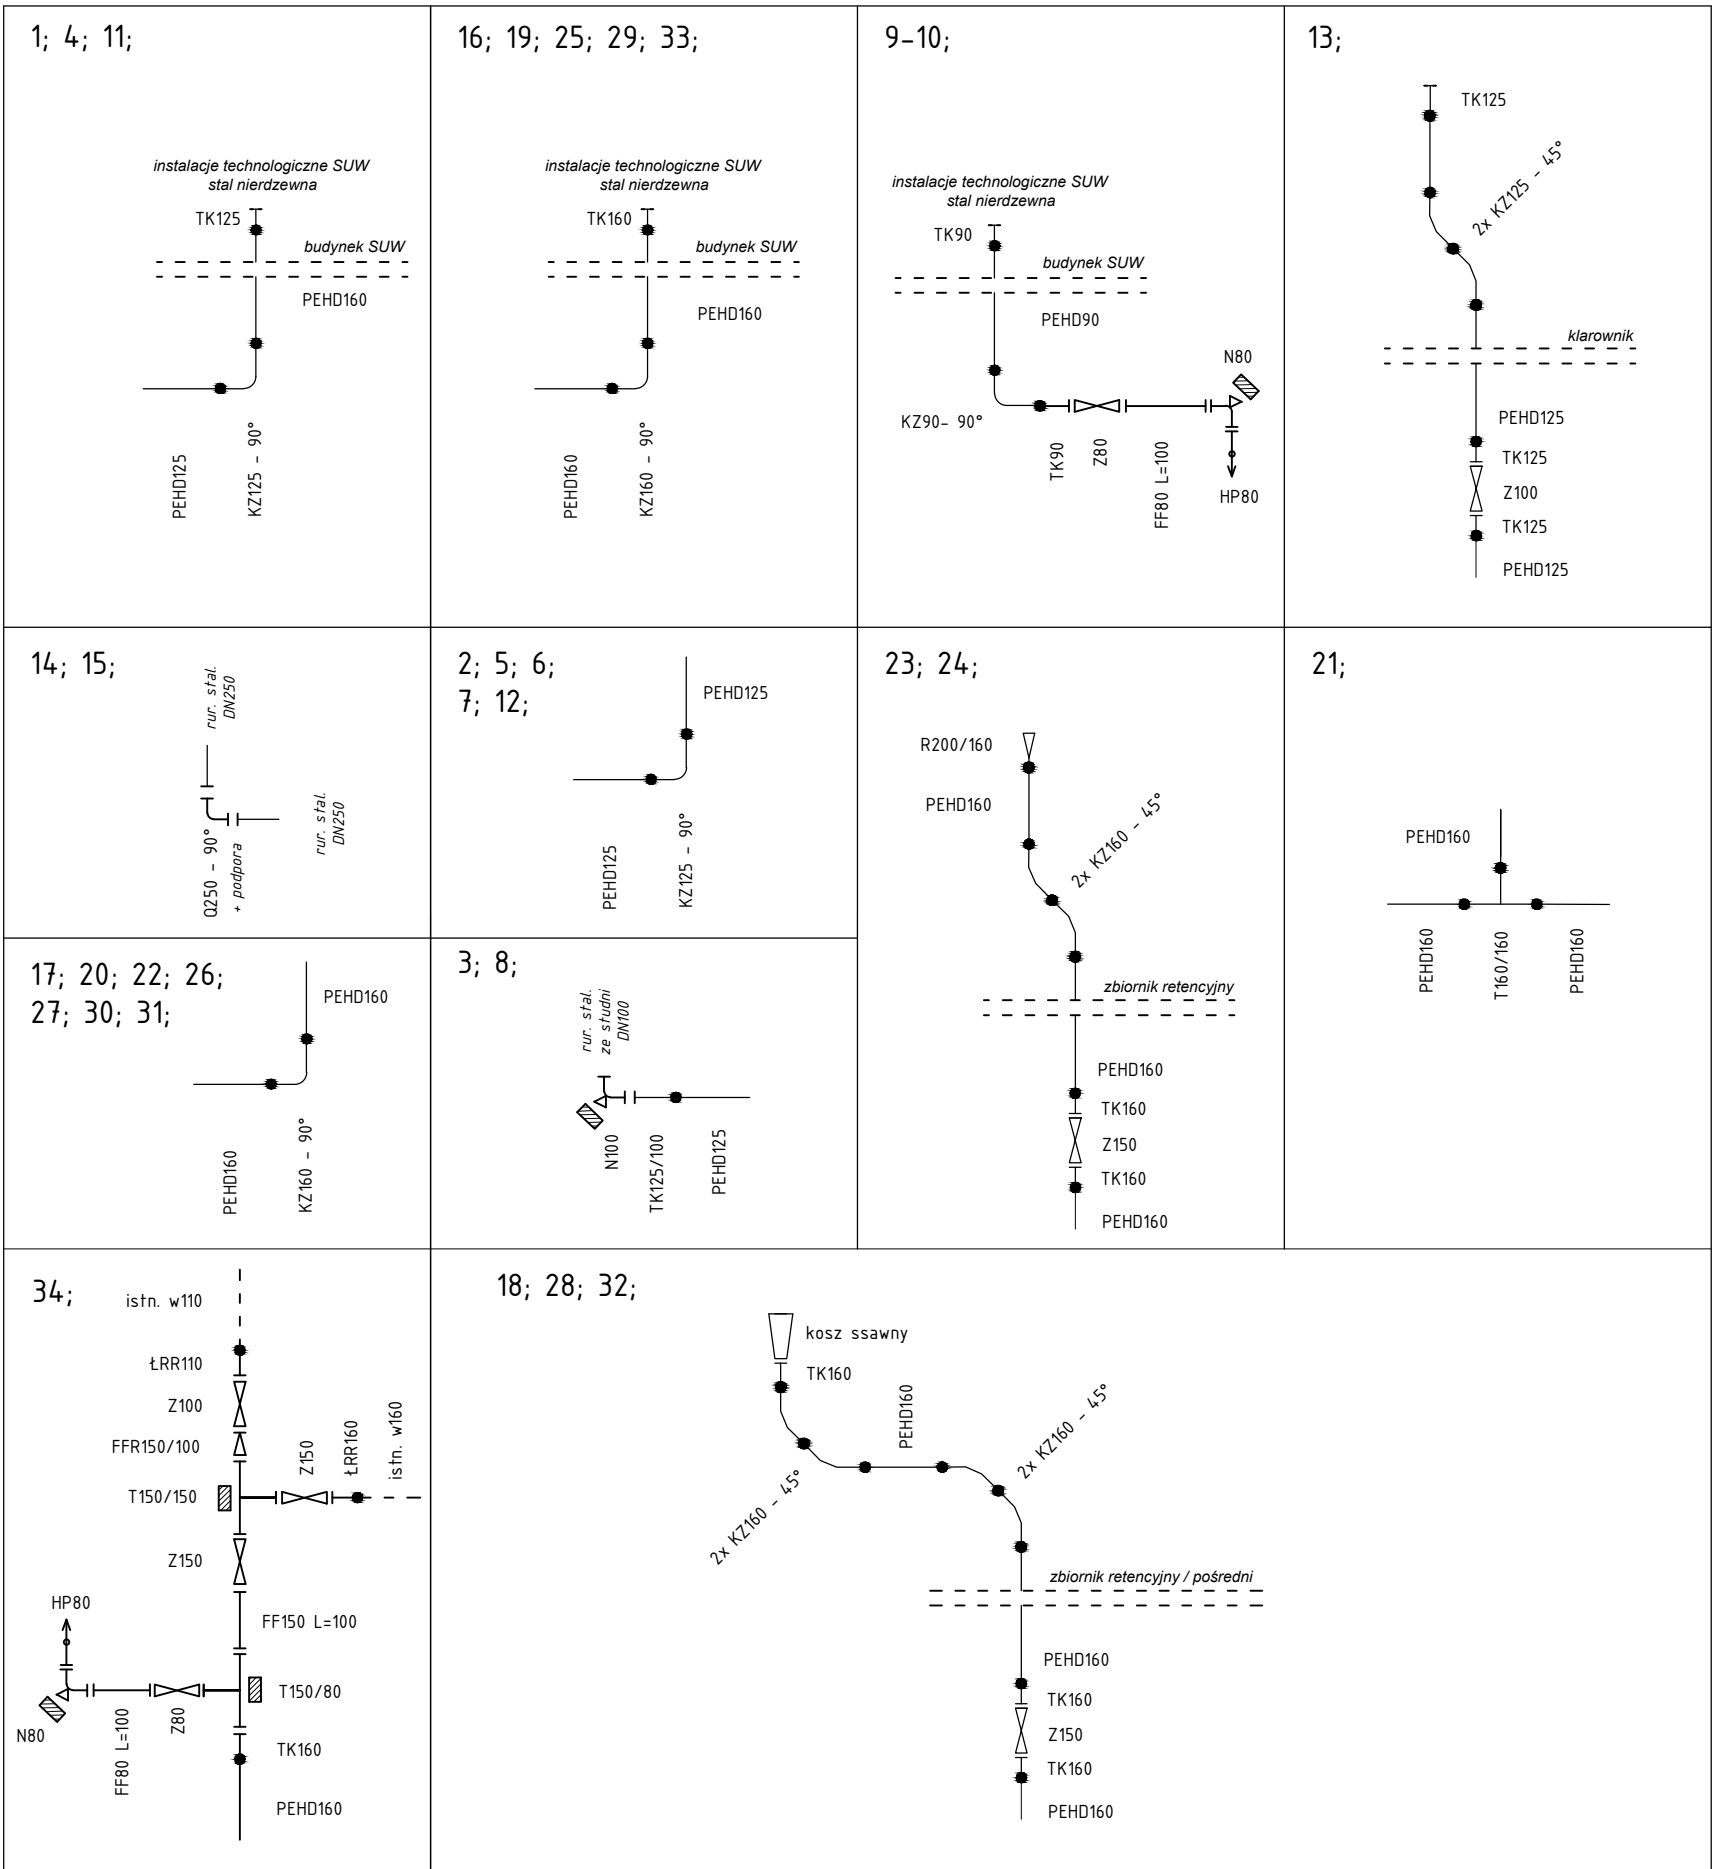 1; 4; 11;
instalacje technologiczne SUW
stal nierdzewna
TK125
budynek SUW
PEHD160
PEHD125
KZ125 - 90°
16; 19; 25; 29; 33;
instalacje technologiczne SUW
stal nierdzewna
TK160
budynek SUW
PEHD160
PEHD160
KZ160 - 90°
9-10;
instalacje technologiczne SUW
stal nierdzewna
TK90
budynek SUW
PEHD90
N80
KZ90- 90°
TK90
Z80
FF80 L=100
HP80
13;
TK125
2x KZ125 - 45°
klarownik
PEHD125
TK125
Z100
TK125
PEHD125
14; 15;
rur. stal.
DN250
rur. stal.
DN250
Q250 - 90°
+ podpora
2; 5; 6;
7; 12;
PEHD125
PEHD125
KZ125 - 90°
23; 24;
R200/160
PEHD160
2x KZ160 - 45°
zbiornik retencyjny
PEHD160
TK160
Z150
TK160
PEHD160
21;
PEHD160
PEHD160
T160/160
PEHD160
17; 20; 22; 26;
27; 30; 31;
PEHD160
PEHD160
KZ160 - 90°
3; 8;
rur. stal.
ze studni
DN100
N100
TK125/100
PEHD125
34;
istn. w110
ŁRR110
Z100
FFR150/100
Z150
ŁRR160
istn. w160
T150/150
Z150
HP80
FF150 L=100
T150/80
N80
FF80 L=100
Z80
TK160
PEHD160
18; 28; 32;
kosz ssawny
TK160
PEHD160
2x KZ160 - 45°
2x KZ160 - 45°
zbiornik retencyjny / pośredni
PEHD160
TK160
Z150
TK160
PEHD160